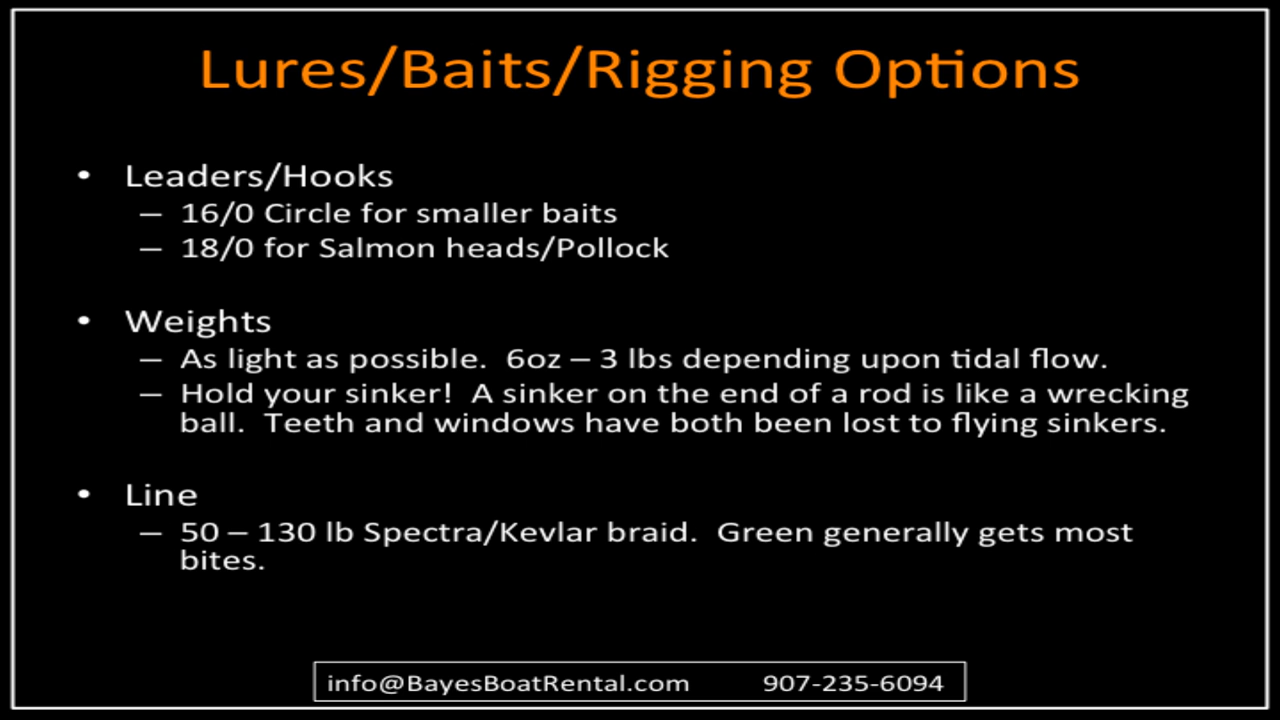 Lures/Baits/Rigging Options
• Leaders/Hooks
– 16/0 Circle for smaller baits
– 18/0 for Salmon heads/Pollock
• Weights
– As light as possible.  6oz – 3 lbs depending upon tidal flow.
– Hold your sinker!  A sinker on the end of a rod is like a wrecking
ball.  Teeth and windows have both been lost to flying sinkers.
• Line
– 50 – 130 lb Spectra/Kevlar braid.  Green generally gets most
bites.
info@BayesBoatRental.com 907-235-6094